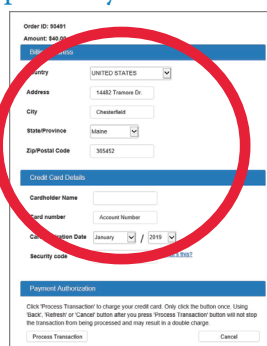 Order ID: 90491
Amount: $40.00
Country UNITED STATES
Address 14482 Tramore Dr.
City Chesterfield
State/Province Maine
Zip/Postal Code 365452
Credit Card Details
Cardholder Name
Card number Account Number
Date January / 2019
Security code this?
Payment Authorization
Click 'Process Transaction' to charge your credit card. Only click the button once. Using
'Back', 'Refresh' or 'Cancel' button after you press 'Process Transaction' button will not stop
the transaction from being processed and may result in a double charge.
Process Transaction Cancel